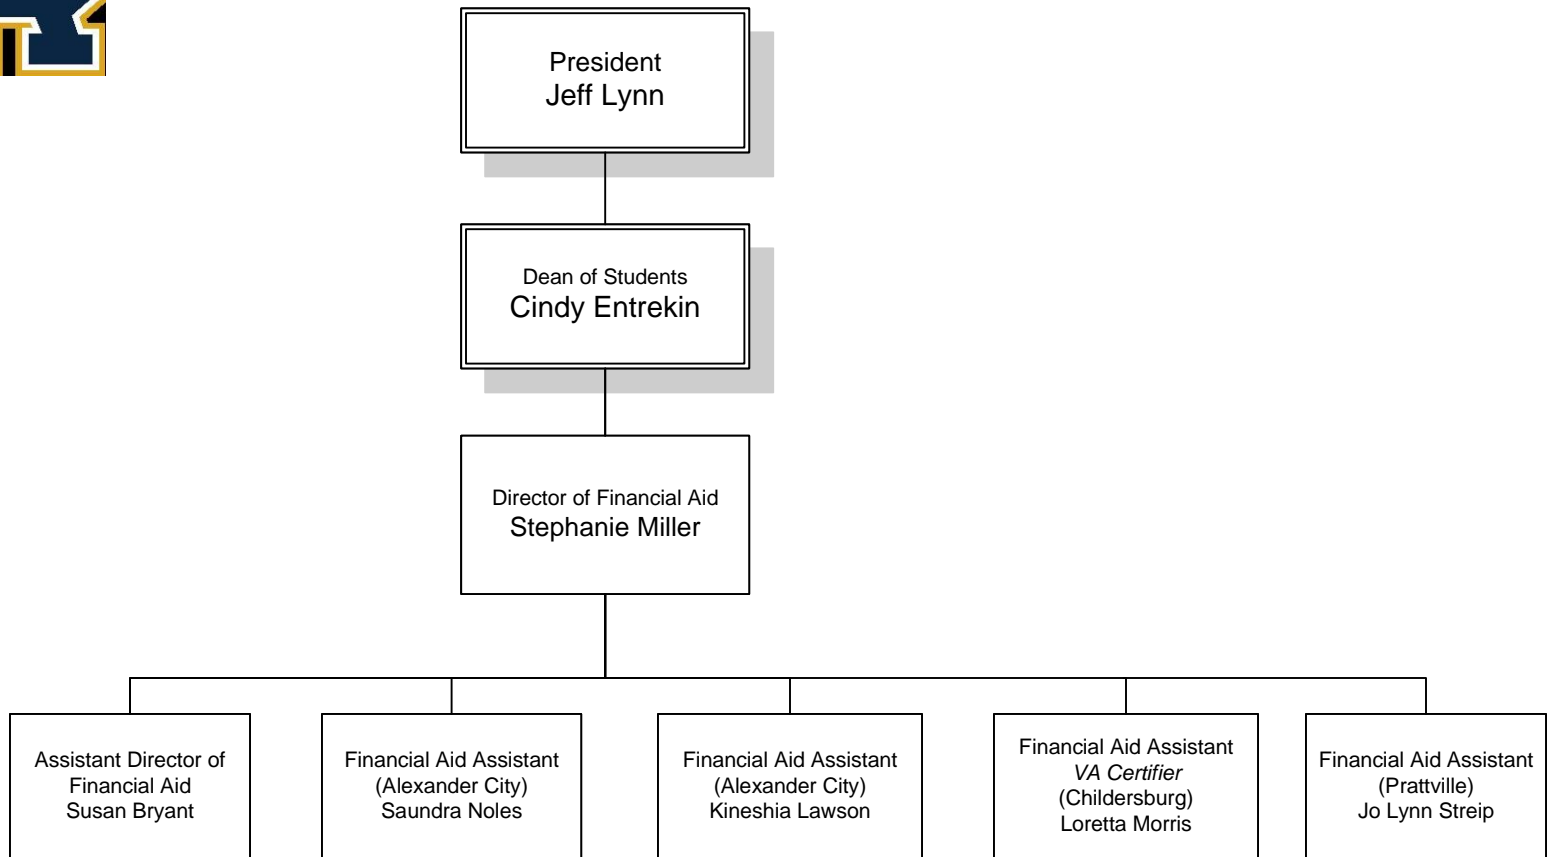 President
Jeff Lynn
Dean of Students
Cindy Entrekin
Director of Financial Aid
Stephanie Miller
Assistant Director of
Financial Aid
Susan Bryant
Financial Aid Assistant
(Alexander City)
Saundra Noles
Financial Aid Assistant
(Alexander City)
Kineshia Lawson
Financial Aid Assistant
VA Certifier
(Childersburg)
Loretta Morris
Financial Aid Assistant
(Prattville)
Jo Lynn Streip